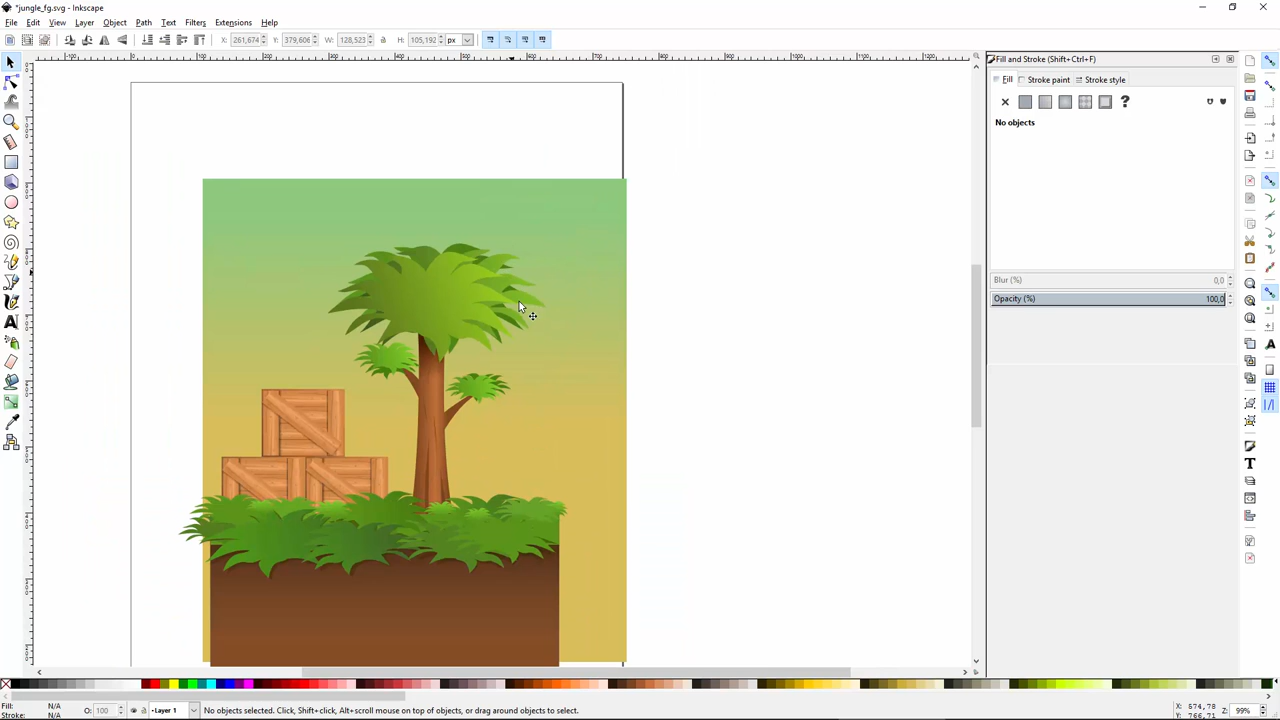 *jungle_fg.svg - Inkscape
File Edit View Layer Object Path Text Filters Extensions Help
X: 261,674 Y: 379,606 W: 128,523 H: 105,192 px
Fill and Stroke (Shift+Ctrl+F)
Fill Stroke paint Stroke style
No objects
Blur (%) 0,0
Opacity (%) 100,0
Fill: N/A
Stroke: N/A
O: 100
Layer 1
No objects selected. Click, Shift+click, Alt+scroll mouse on top of objects, or drag around objects to select.
X: 574,78
Y: 766,71
Z: 99%